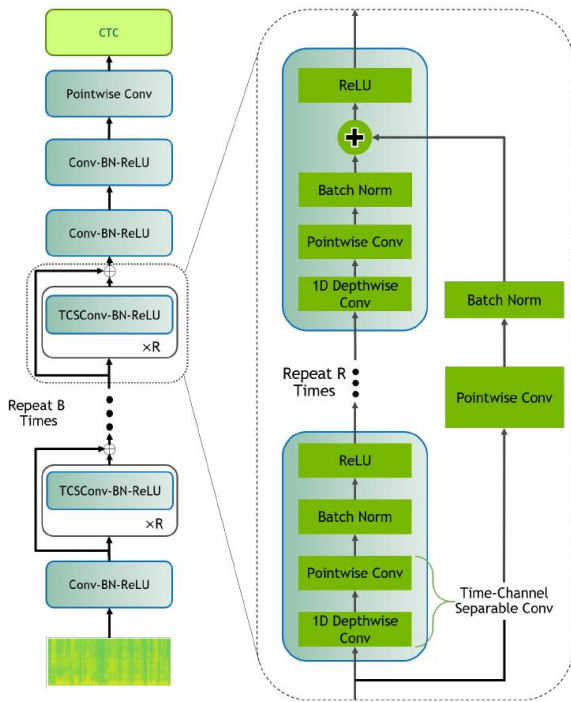 CTC
Pointwise Conv
Conv-BN-ReLU
Conv-BN-ReLU
TCSConv-BN-ReLU
×R
Repeat B
Times
TCSConv-BN-ReLU
×R
Conv-BN-ReLU
ReLU
+
Batch Norm
Pointwise Conv
1D Depthwise
Conv
Batch Norm
Pointwise Conv
Repeat R
Times
ReLU
Batch Norm
Pointwise Conv
1D Depthwise
Conv
Time-Channel
Separable Conv